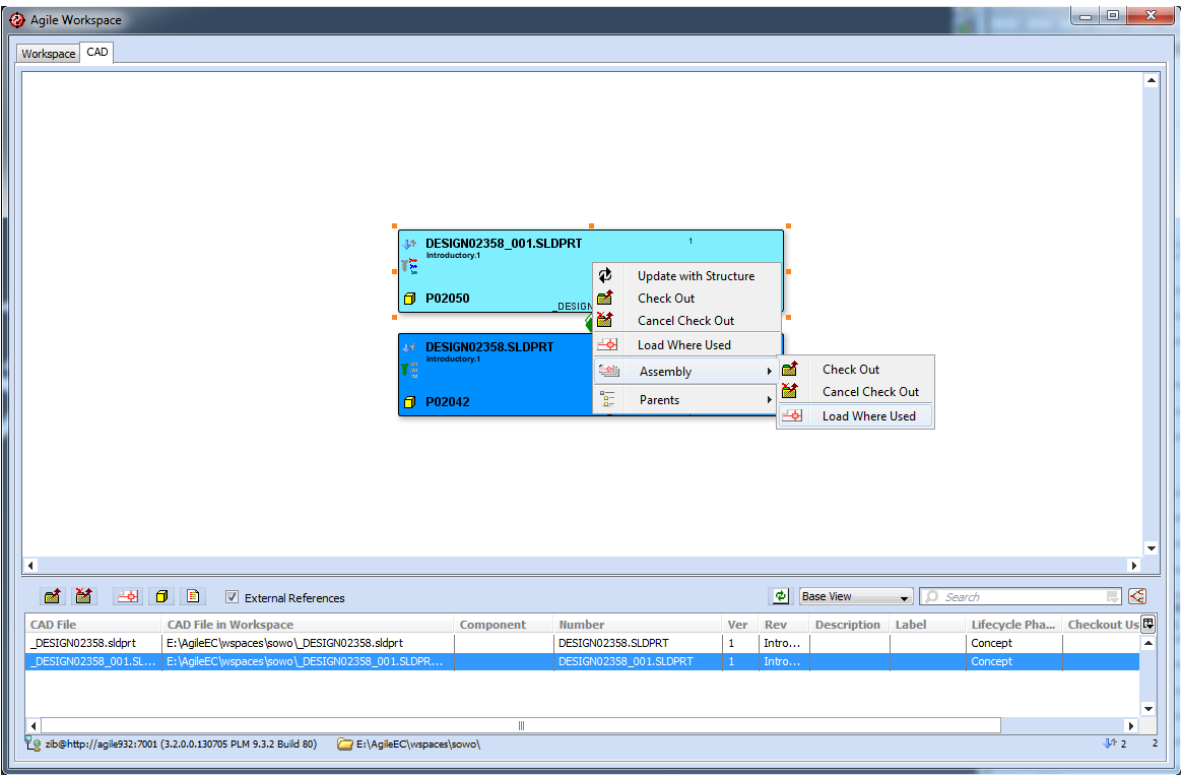 Agile Workspace
Workspace CAD
DESIGN02358_001.SLDPRT 1
Introductory.1
P02050 _DESIGN
DESIGN02358.SLDPRT
Introductory.1
P02042
Update with Structure
Check Out
Cancel Check Out
Load Where Used
Assembly
Parents
Check Out
Cancel Check Out
Load Where Used
External References Base View Search
CAD File CAD File in Workspace Component Number Ver Rev Description Label Lifecycle Pha... Checkout Us
_DESIGN02358.sldprt E:\AgileEC\wspaces\sowo\_DESIGN02358.sldprt DESIGN02358.SLDPRT 1 Intro... Concept
_DESIGN02358_001.SL... E:\AgileEC\wspaces\sowo\_DESIGN02358_001.SLDPR... DESIGN02358_001.SLDPRT 1 Intro... Concept
zib@http://agile932:7001 (3.2.0.0.130705 PLM 9.3.2 Build 80) E:\AgileEC\wspaces\sowo\ 2 2